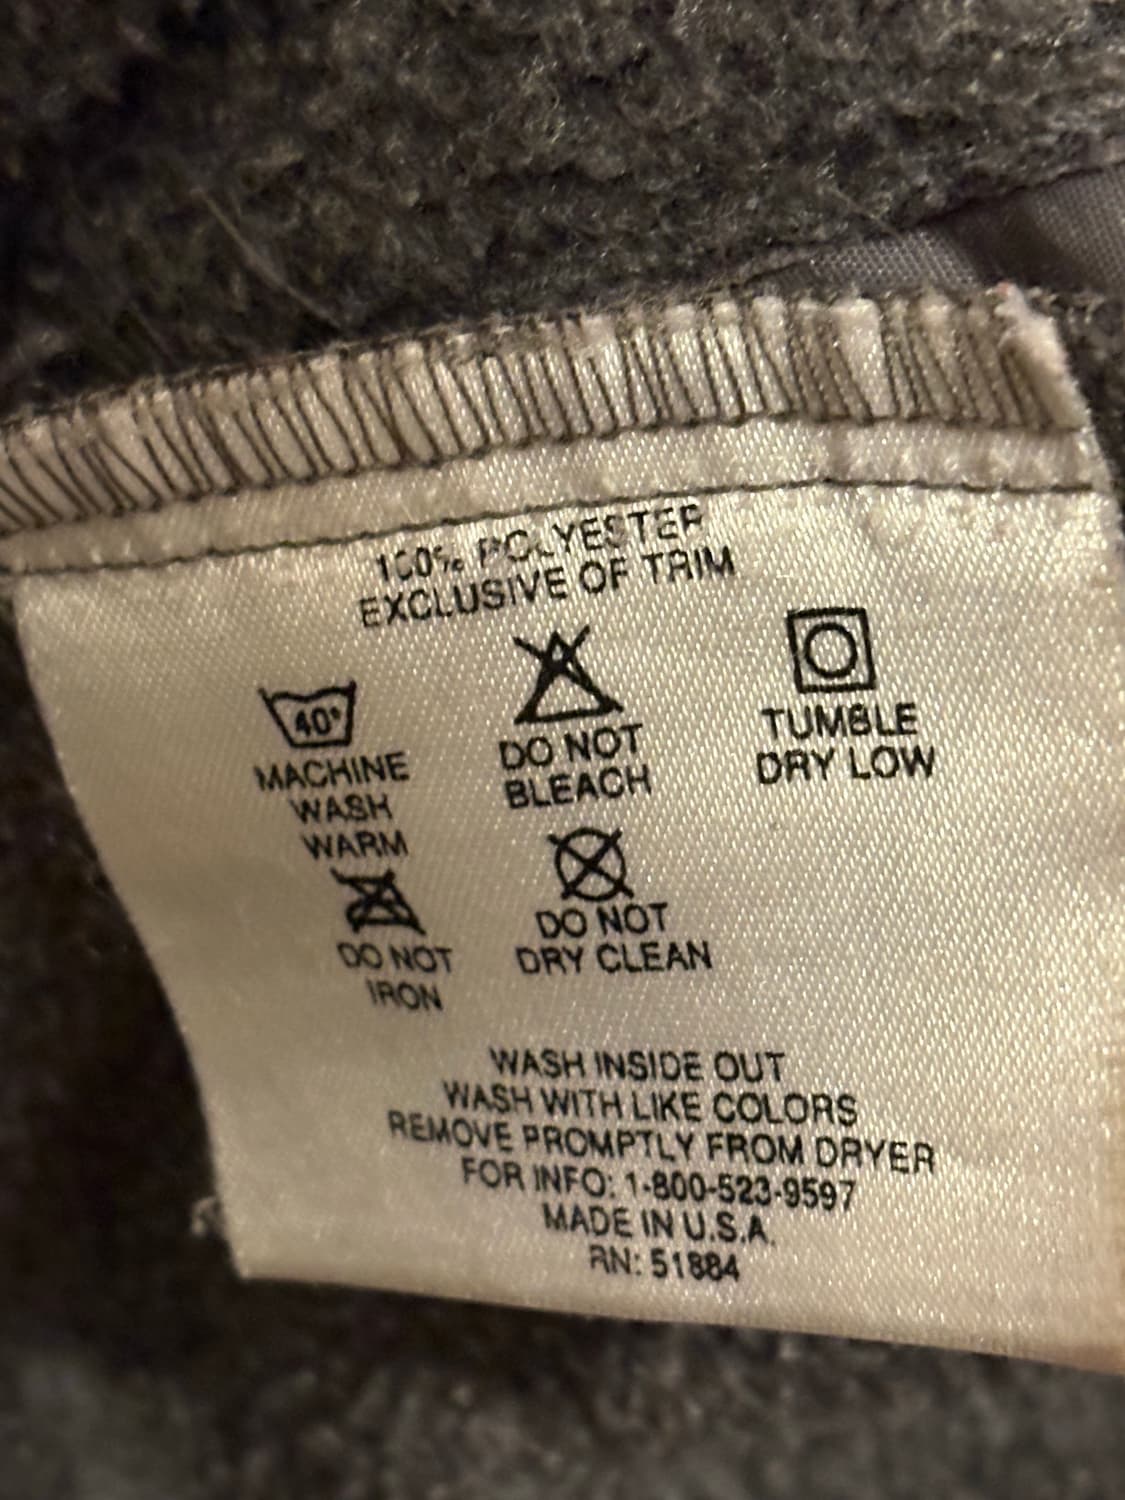 100% POLYESTER
EXCLUSIVE OF TRIM
40°
MACHINE
WASH
WARM
DO NOT
BLEACH
TUMBLE
DRY LOW
DO NOT
IRON
DO NOT
DRY CLEAN
WASH INSIDE OUT
WASH WITH LIKE COLORS
REMOVE PROMPTLY FROM DRYER
FOR INFO: 1-800-523-9597
MADE IN U.S.A.
RN: 51884